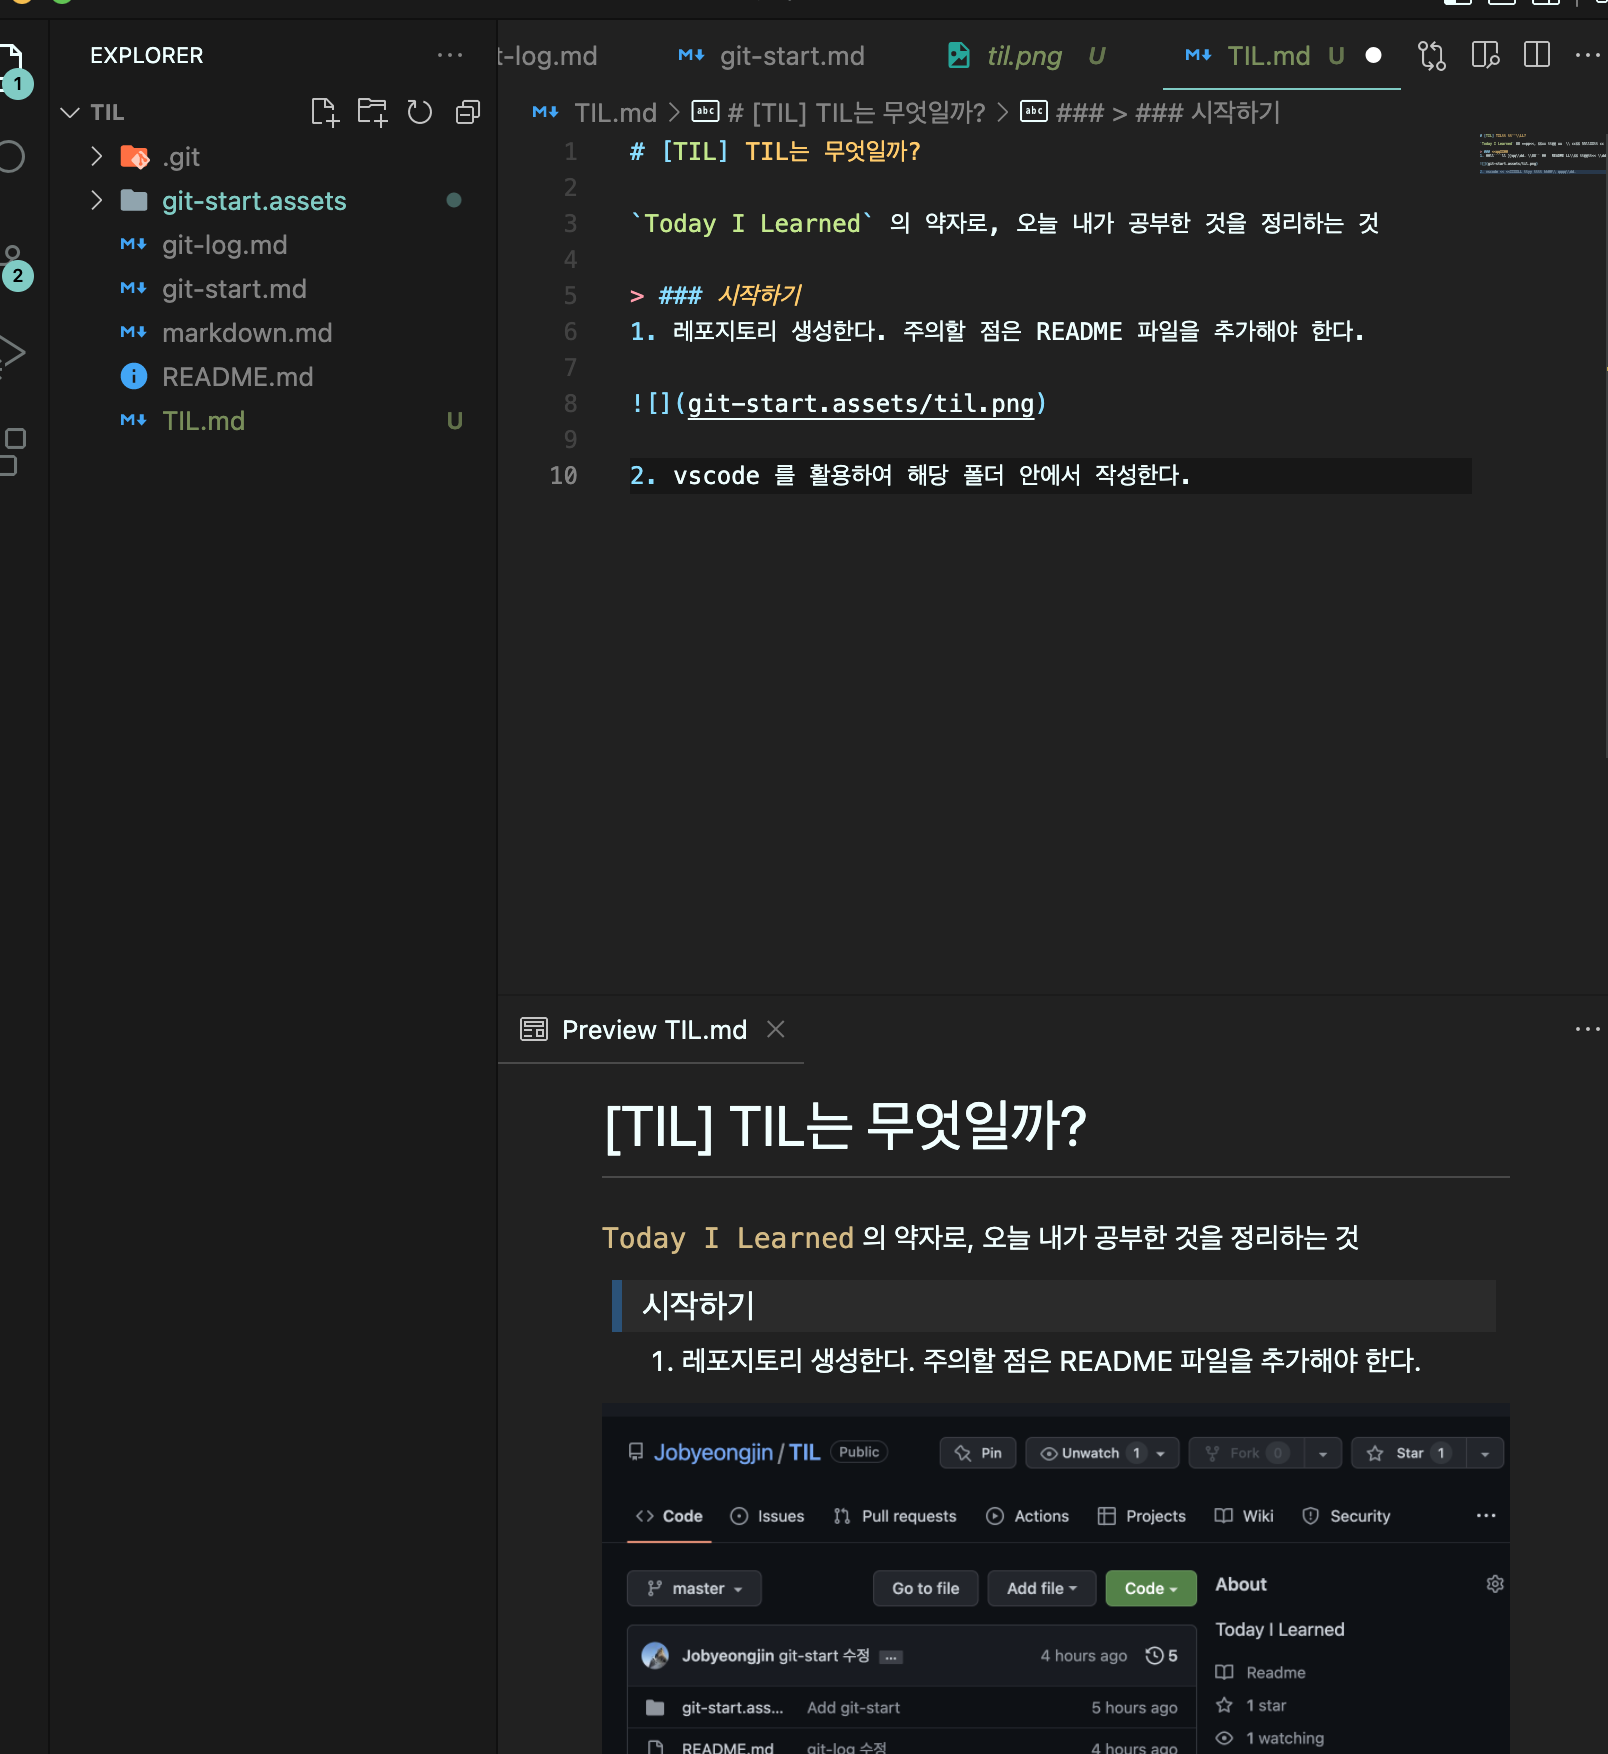 EXPLORER
1
TIL
.git
git-start.assets
2
git-log.md
git-start.md
markdown.md
README.md
TIL.md U
t-log.md git-start.md til.png U TIL.md U
TIL.md > # [TIL] TIL는 무엇일까? > ### > ### 시작하기
1 # [TIL] TIL는 무엇일까?
2
3 `Today I Learned` 의 약자로, 오늘 내가 공부한 것을 정리하는 것
4
5 > ### 시작하기
6 1. 레포지토리 생성한다. 주의할 점은 README 파일을 추가해야 한다.
7
8 ![](git-start.assets/til.png)
9
10 2. vscode 를 활용하여 해당 폴더 안에서 작성한다.
Preview TIL.md
[TIL] TIL는 무엇일까?
Today I Learned 의 약자로, 오늘 내가 공부한 것을 정리하는 것
시작하기
1. 레포지토리 생성한다. 주의할 점은 README 파일을 추가해야 한다.
Jobyeongjin / TIL Public Pin Unwatch 1 Fork 0 Star 1
Code Issues Pull requests Actions Projects Wiki Security ...
master Go to file Add file Code
About
Today I Learned
Jobyeongjin git-start 수정 ... 4 hours ago 5
Readme
git-start.ass... Add git-start 5 hours ago
1 star
1 watching
README.md git-log 수정 4 hours ago